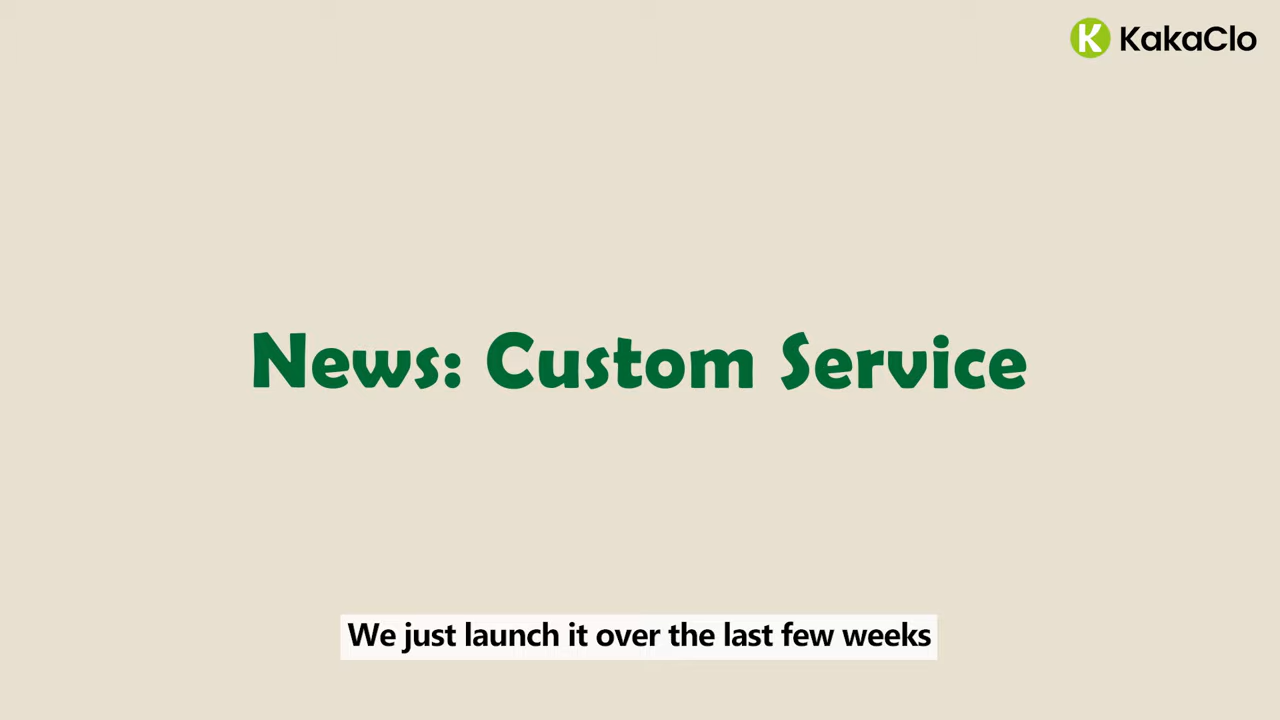 KakaClo
News: Custom Service
We just launch it over the last few weeks